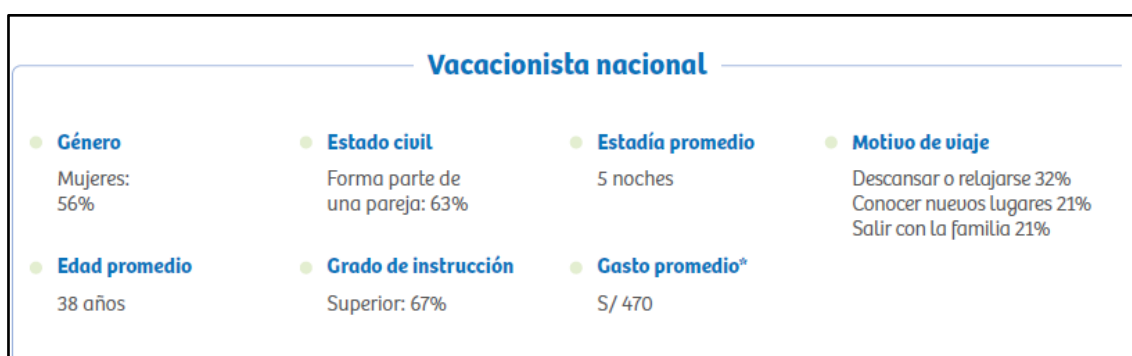 Vacacionista nacional
Género
Mujeres:
56%
Estado civil
Forma parte de
una pareja: 63%
Estadía promedio
5 noches
Motivo de viaje
Descansar o relajarse 32%
Conocer nuevos lugares 21%
Salir con la familia 21%
Edad promedio
38 años
Grado de instrucción
Superior: 67%
Gasto promedio*
S/ 470